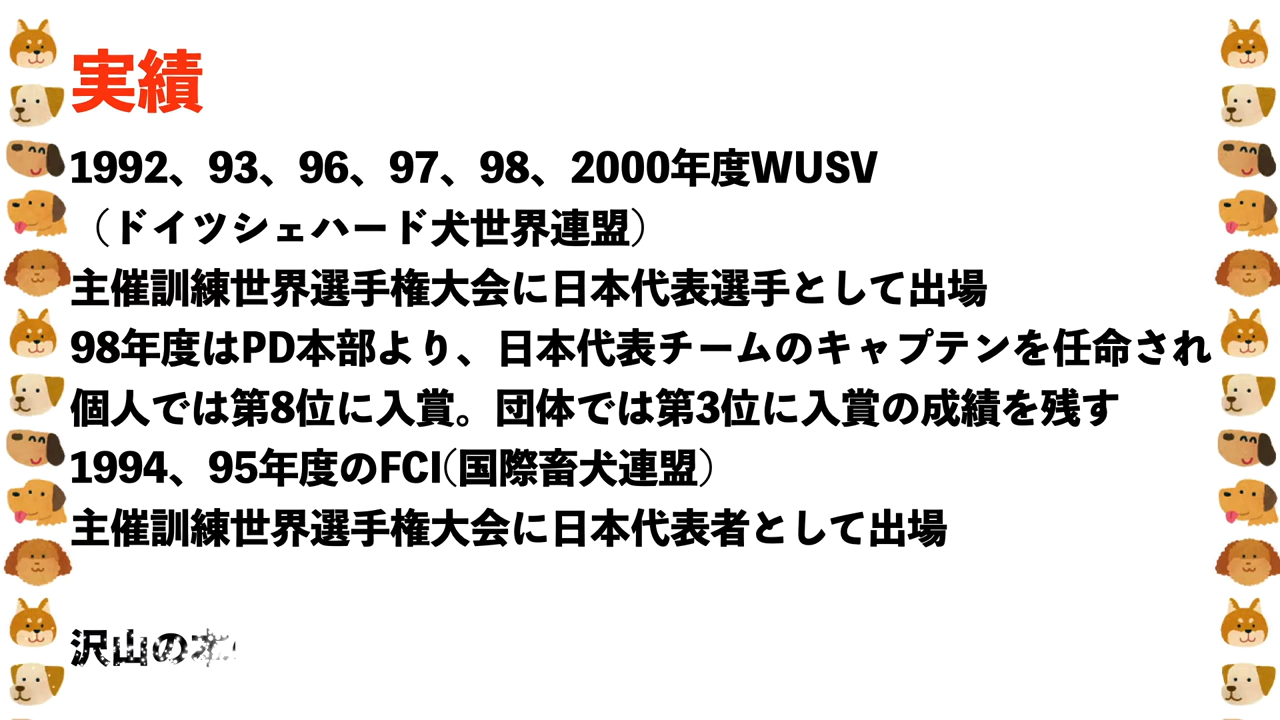 実績
1992、93、96、97、98、2000年度WUSV
（ドイツシェハード犬世界連盟）
主催訓練世界選手権大会に日本代表選手として出場
98年度はPD本部より、日本代表チームのキャプテンを任命され
個人では第8位に入賞。団体では第3位に入賞の成績を残す
1994、95年度のFCI(国際畜犬連盟）
主催訓練世界選手権大会に日本代表者として出場
沢山の